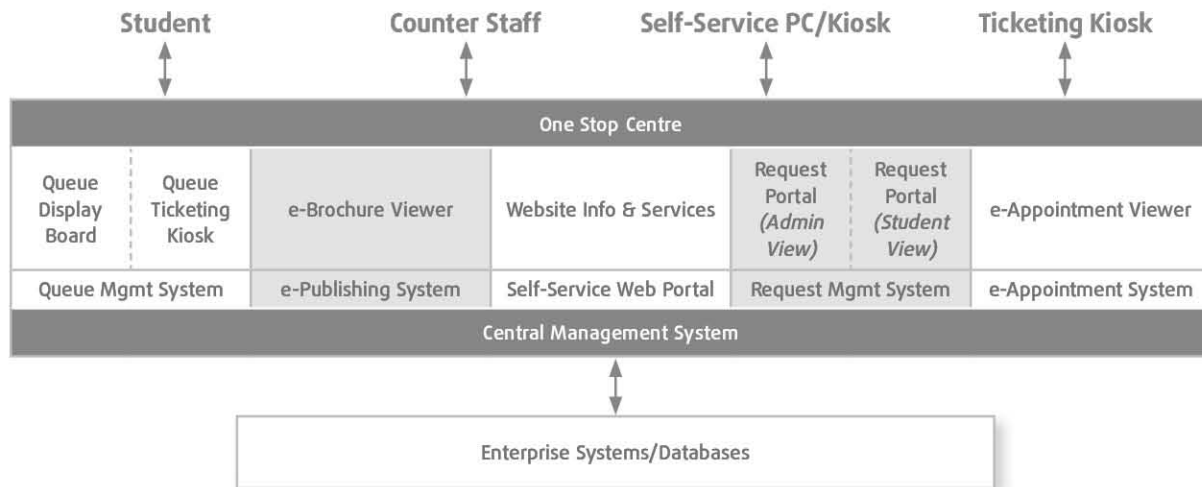 Student
Counter Staff
Self-Service PC/Kiosk
Ticketing Kiosk
One Stop Centre
Queue
Display
Board
Queue
Ticketing
Kiosk
e-Brochure Viewer
Website Info & Services
Request
Portal
(Admin
View)
Request
Portal
(Student
View)
e-Appointment Viewer
Queue Mgmt System
e-Publishing System
Self-Service Web Portal
Request Mgmt System
e-Appointment System
Central Management System
Enterprise Systems/Databases